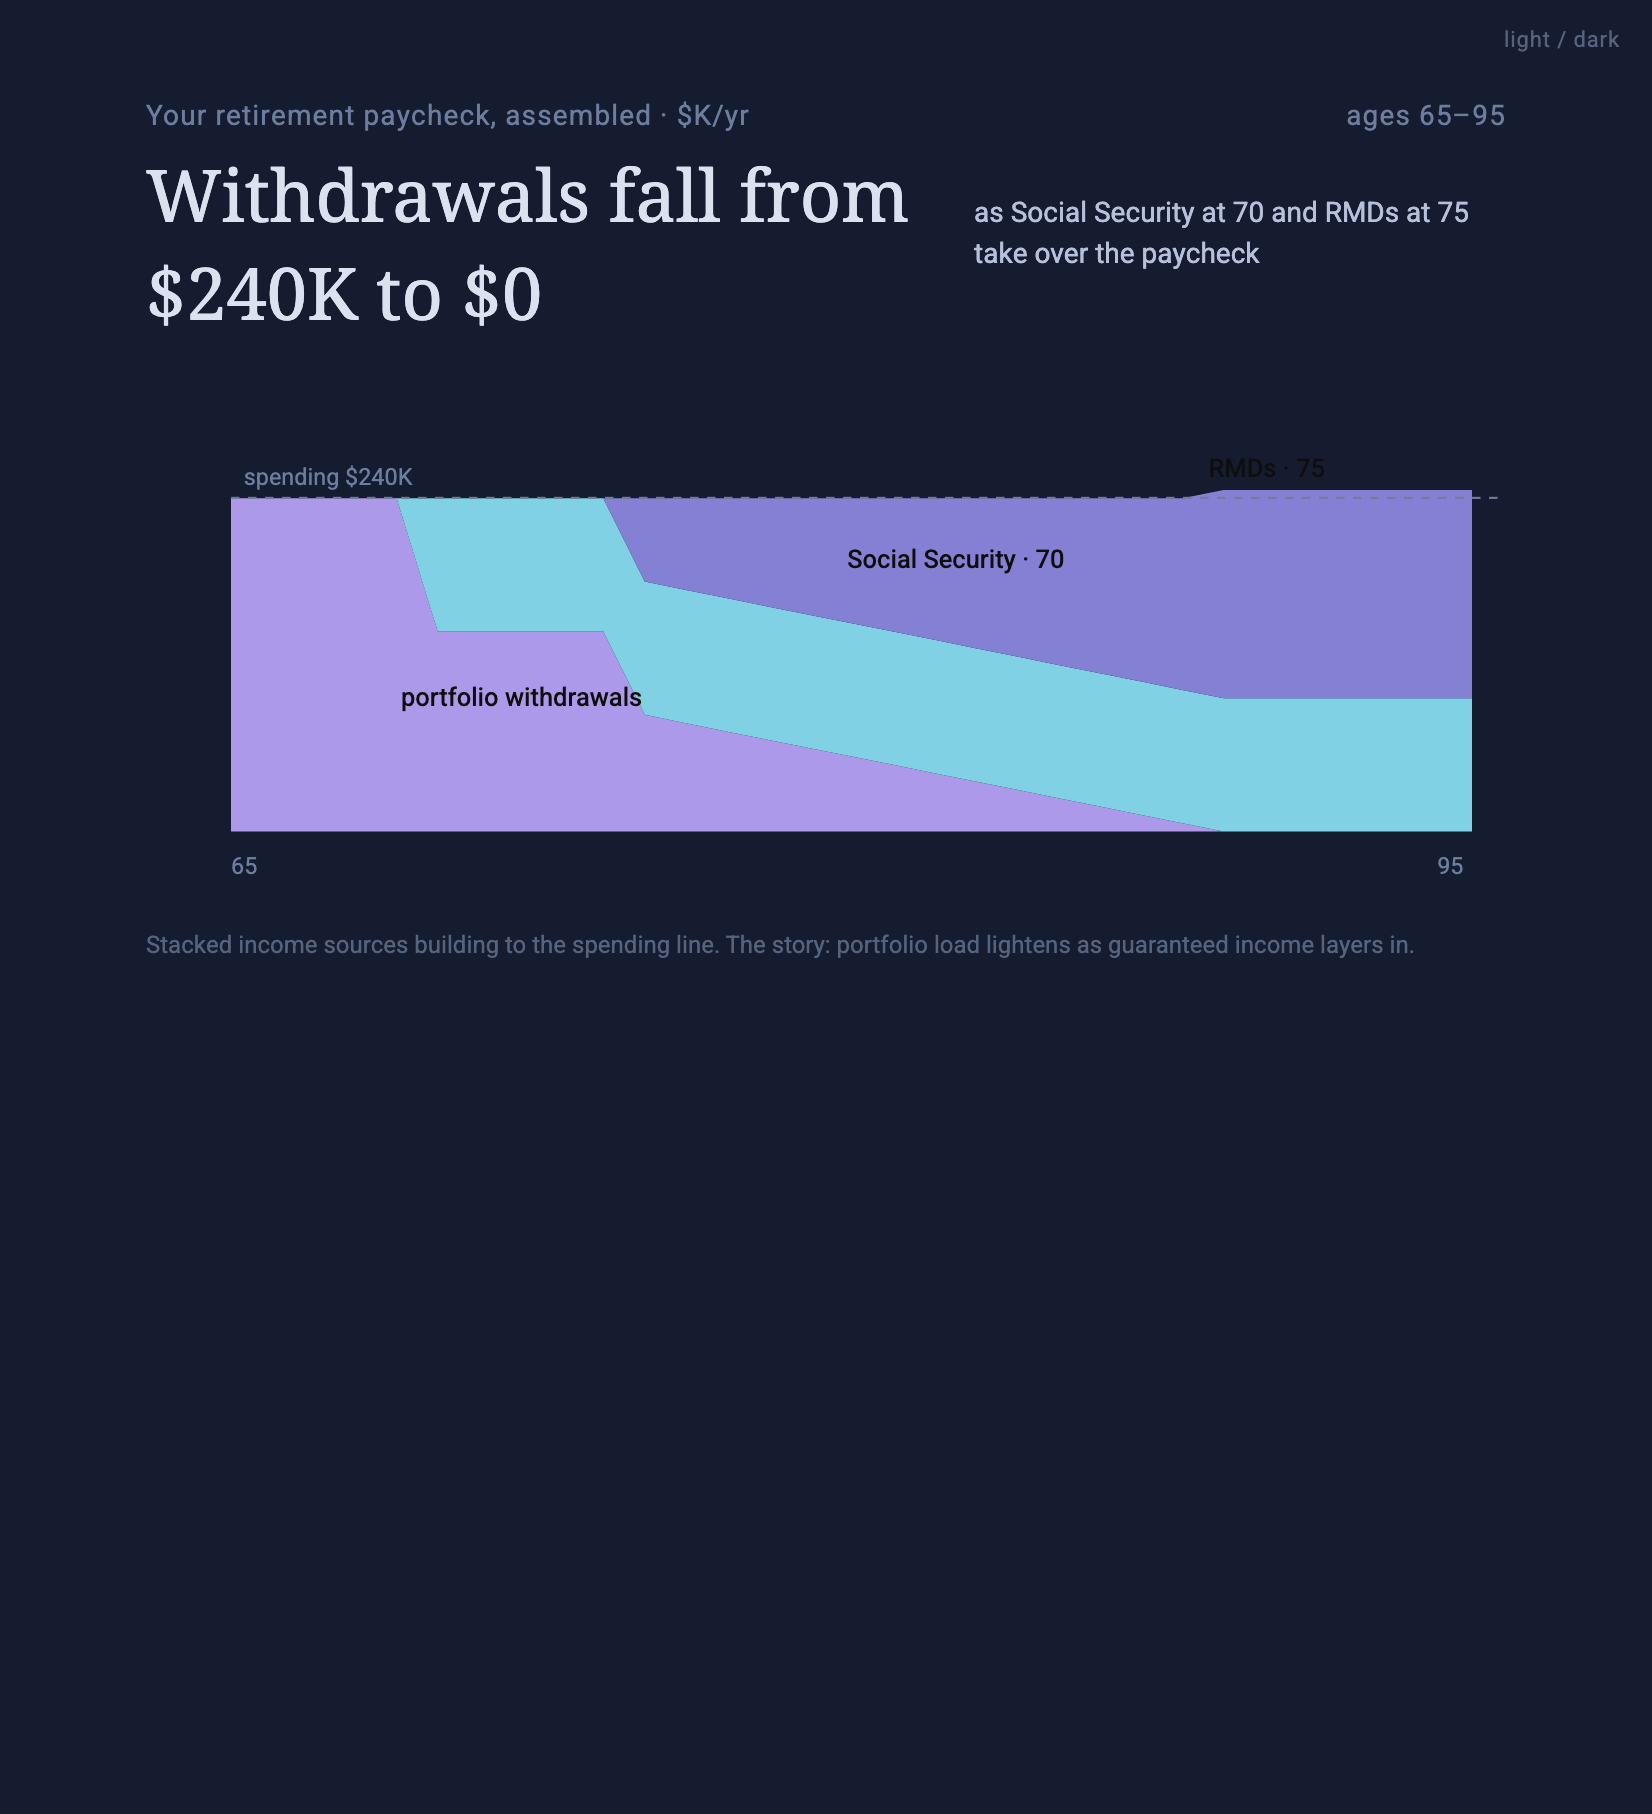 light / dark
Your retirement paycheck, assembled · $K/yr
ages 65–95
Withdrawals fall from
$240K to $0
as Social Security at 70 and RMDs at 75
take over the paycheck
spending $240K
RMDs · 75
Social Security · 70
portfolio withdrawals
65
95
Stacked income sources building to the spending line. The story: portfolio load lightens as guaranteed income layers in.